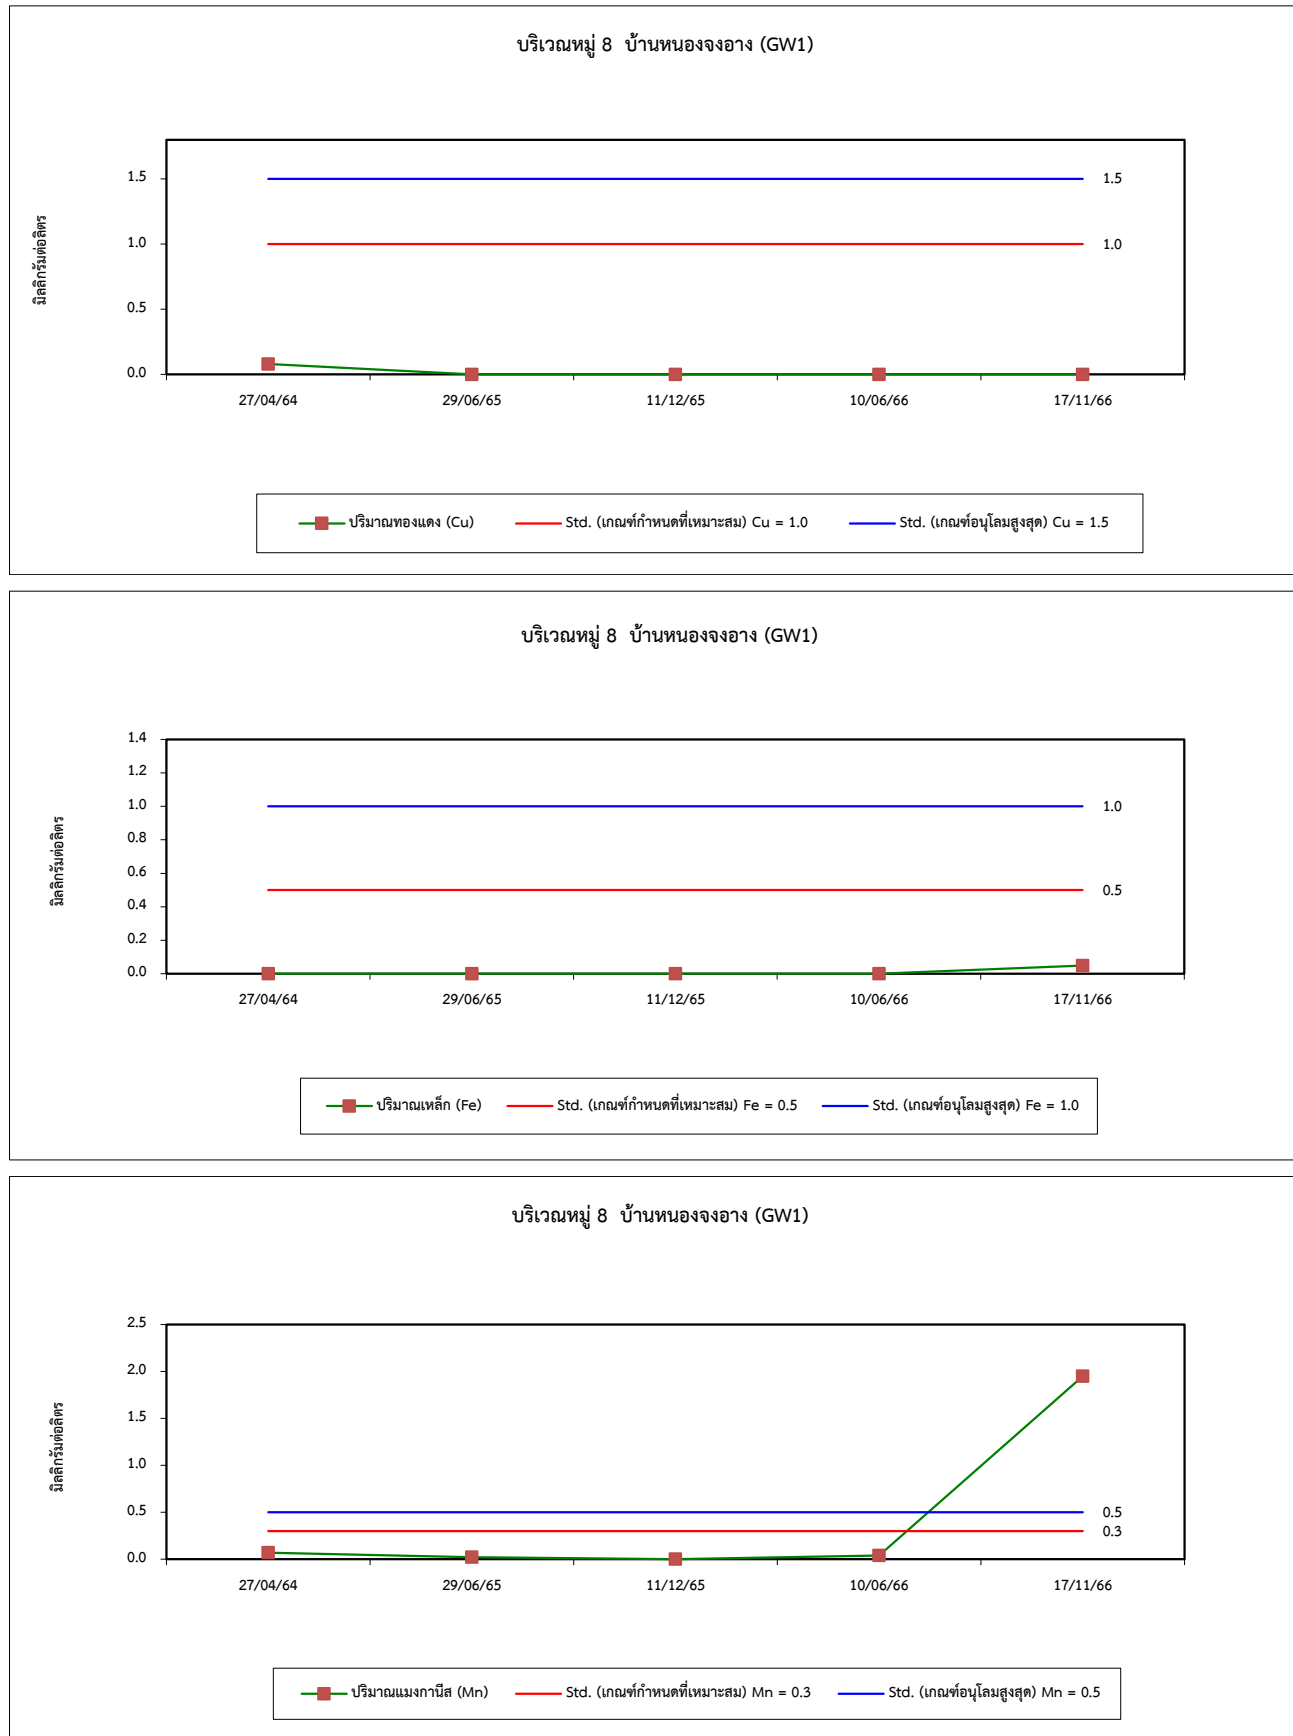 บริเวณหมู่ 8  บ้านหนองจงอาง (GW1)
มิลลิกรัมต่อลิตร
1.5
1.0
0.5
0.0
1.5
1.0
27/04/64 29/06/65 11/12/65 10/06/66 17/11/66
ปริมาณทองแดง (Cu) Std. (เกณฑ์กำหนดที่เหมาะสม) Cu = 1.0 Std. (เกณฑ์อนุโลมสูงสุด) Cu = 1.5
บริเวณหมู่ 8  บ้านหนองจงอาง (GW1)
มิลลิกรัมต่อลิตร
1.4
1.2
1.0
0.8
0.6
0.4
0.2
0.0
1.0
0.5
27/04/64 29/06/65 11/12/65 10/06/66 17/11/66
ปริมาณเหล็ก (Fe) Std. (เกณฑ์กำหนดที่เหมาะสม) Fe = 0.5 Std. (เกณฑ์อนุโลมสูงสุด) Fe = 1.0
บริเวณหมู่ 8  บ้านหนองจงอาง (GW1)
มิลลิกรัมต่อลิตร
2.5
2.0
1.5
1.0
0.5
0.0
0.5
0.3
27/04/64 29/06/65 11/12/65 10/06/66 17/11/66
ปริมาณแมงกานีส (Mn) Std. (เกณฑ์กำหนดที่เหมาะสม) Mn = 0.3 Std. (เกณฑ์อนุโลมสูงสุด) Mn = 0.5